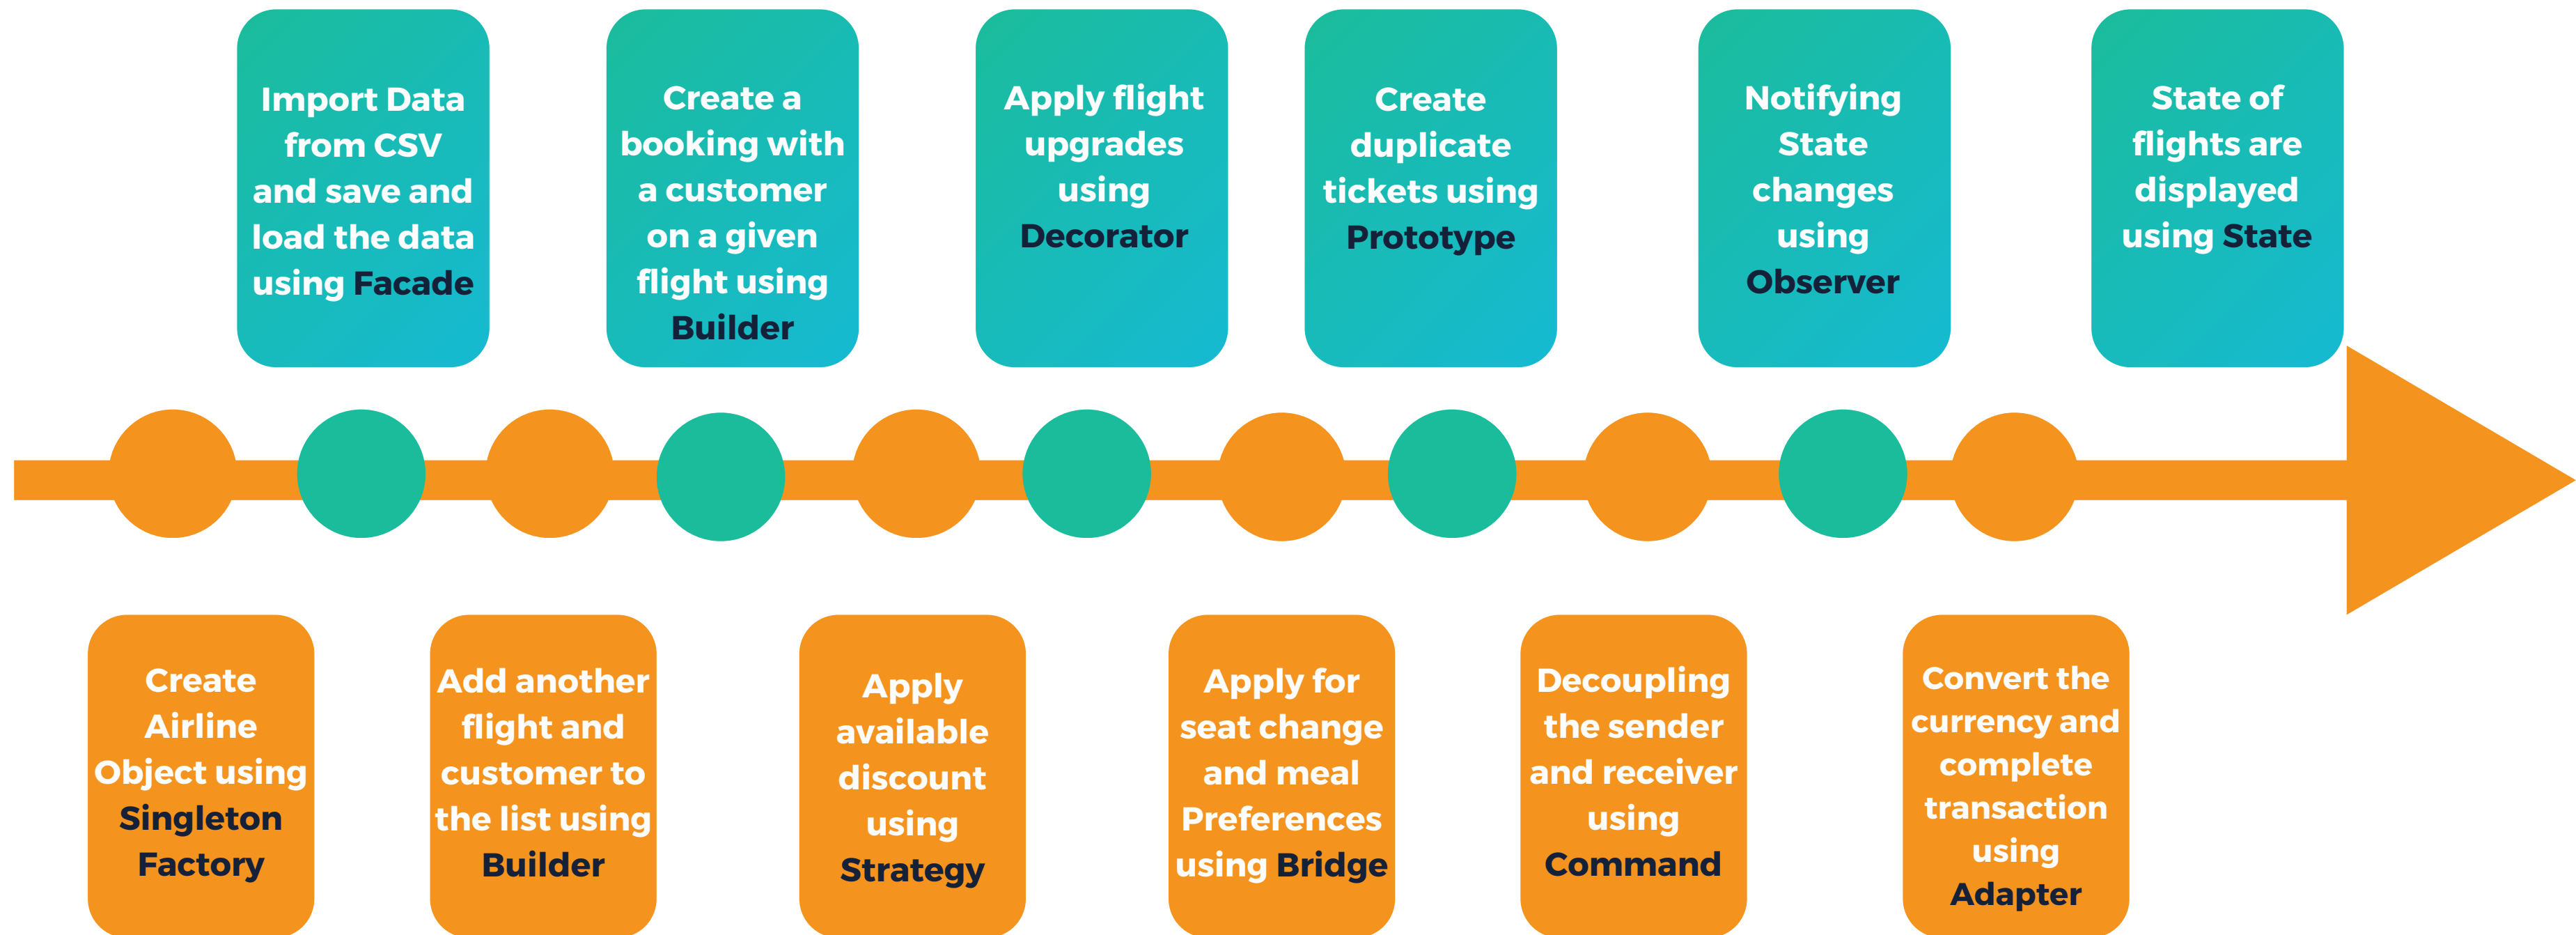 Import Data
from CSV
and save and
load the data
using Facade
Create a
booking with
a customer
on a given
flight using
Builder
Apply flight
upgrades
using
Decorator
Create
duplicate
tickets using
Prototype
Notifying
State
changes
using
Observer
State of
flights are
displayed
using State
Create
Airline
Object using
Singleton
Factory
Add another
flight and
customer to
the list using
Builder
Apply
available
discount
using
Strategy
Apply for
seat change
and meal
Preferences
using Bridge
Decoupling
the sender
and receiver
using
Command
Convert the
currency and
complete
transaction
using
Adapter